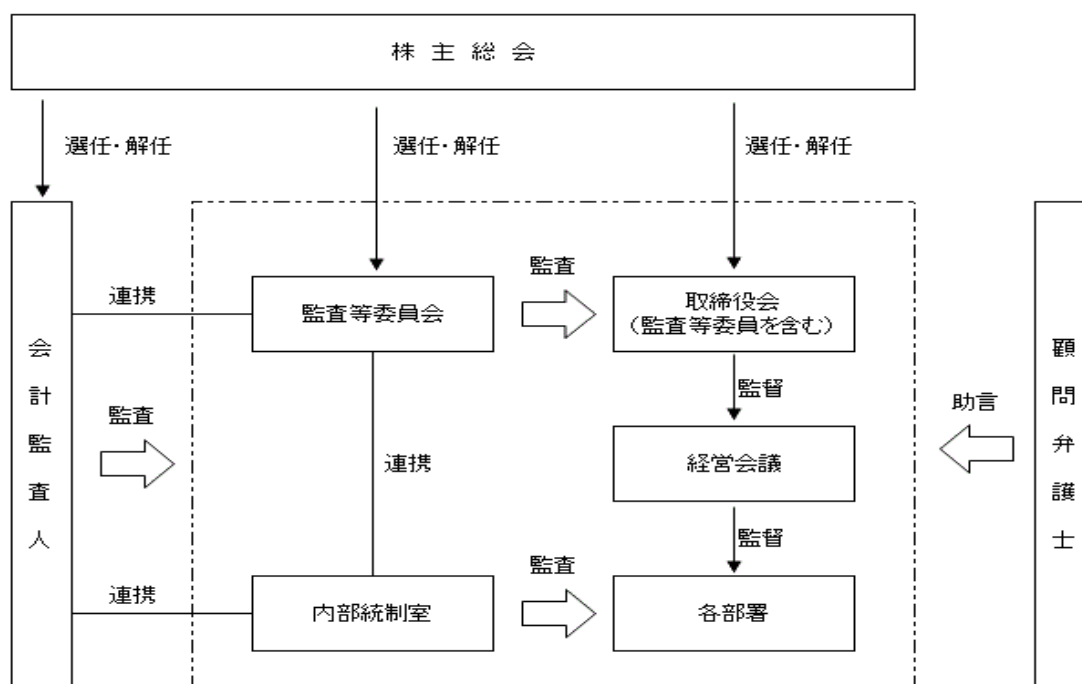 株主総会
選任・解任
選任・解任
選任・解任
監査
連携
監査等委員会
取締役会
（監査等委員を含む）
会計監査人
顧問弁護士
監督
監査
助言
連携
経営会議
監督
監査
連携
内部統制室
各部署